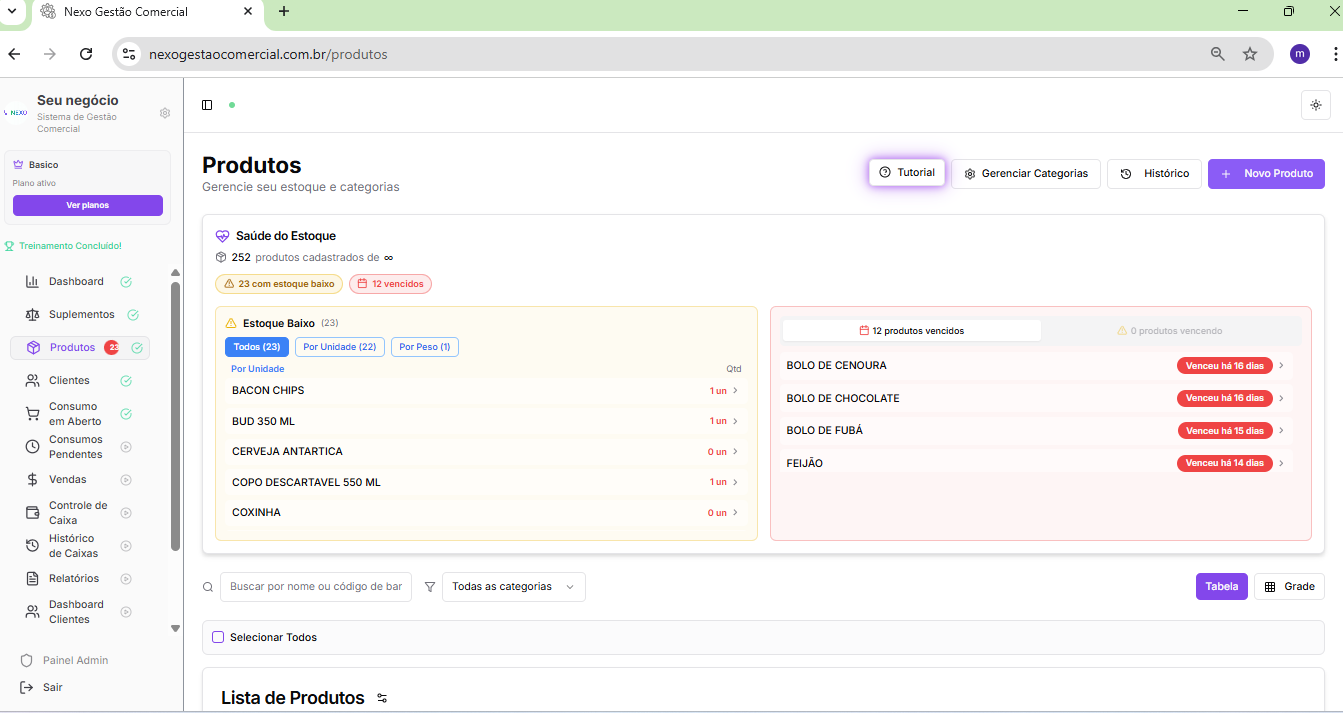 Nexo Gestão Comercial
nexogestaocomercial.com.br/produtos
m
NEXO
Seu negócio
Sistema de Gestão
Comercial
Basico
Plano ativo
Ver planos
Treinamento Concluído!
Dashboard
Suplementos
Produtos 23
Clientes
Consumo
em Aberto
Consumos
Pendentes
Vendas
Controle de
Caixa
Histórico
de Caixas
Relatórios
Dashboard
Clientes
Painel Admin
Sair
Produtos
Gerencie seu estoque e categorias
Tutorial
Gerenciar Categorias
Histórico
+ Novo Produto
Saúde do Estoque
252 produtos cadastrados de ∞
23 com estoque baixo
12 vencidos
Estoque Baixo (23)
Todos (23)
Por Unidade (22)
Por Peso (1)
Por Unidade Qtd
BACON CHIPS 1 un
BUD 350 ML 1 un
CERVEJA ANTARTICA 0 un
COPO DESCARTAVEL 550 ML 1 un
COXINHA 0 un
12 produtos vencidos
0 produtos vencendo
BOLO DE CENOURA Venceu há 16 dias
BOLO DE CHOCOLATE Venceu há 16 dias
BOLO DE FUBÁ Venceu há 15 dias
FEIJÃO Venceu há 14 dias
Buscar por nome ou código de bar
Todas as categorias
Tabela
Grade
Selecionar Todos
Lista de Produtos